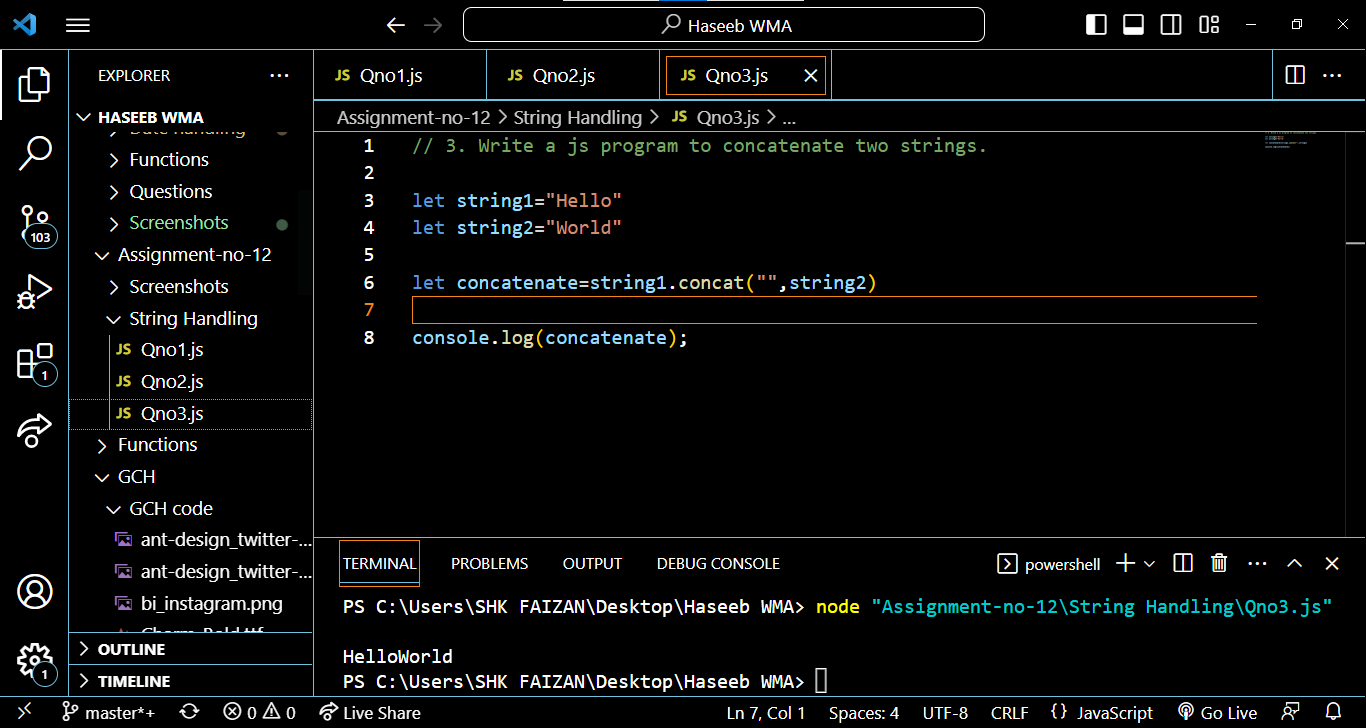 Haseeb WMA
EXPLORER
HASEEB WMA
Date Handling
Functions
Questions
Screenshots
Assignment-no-12
Screenshots
String Handling
JS Qno1.js
JS Qno2.js
JS Qno3.js
Functions
GCH
GCH code
ant-design_twitter-...
ant-design_twitter-...
bi_instagram.png
Charm-Bold.ttf
OUTLINE
TIMELINE
103
1
1
JS Qno1.js
JS Qno2.js
JS Qno3.js
Assignment-no-12 > String Handling > JS Qno3.js > ...
1 // 3. Write a js program to concatenate two strings.
2
3 let string1="Hello"
4 let string2="World"
5
6 let concatenate=string1.concat("",string2)
7
8 console.log(concatenate);
TERMINAL PROBLEMS OUTPUT DEBUG CONSOLE
powershell
PS C:\Users\SHK FAIZAN\Desktop\Haseeb WMA> node "Assignment-no-12\String Handling\Qno3.js"
HelloWorld
PS C:\Users\SHK FAIZAN\Desktop\Haseeb WMA>
master*+ 0 0 Live Share Ln 7, Col 1 Spaces: 4 UTF-8 CRLF {} JavaScript Go Live